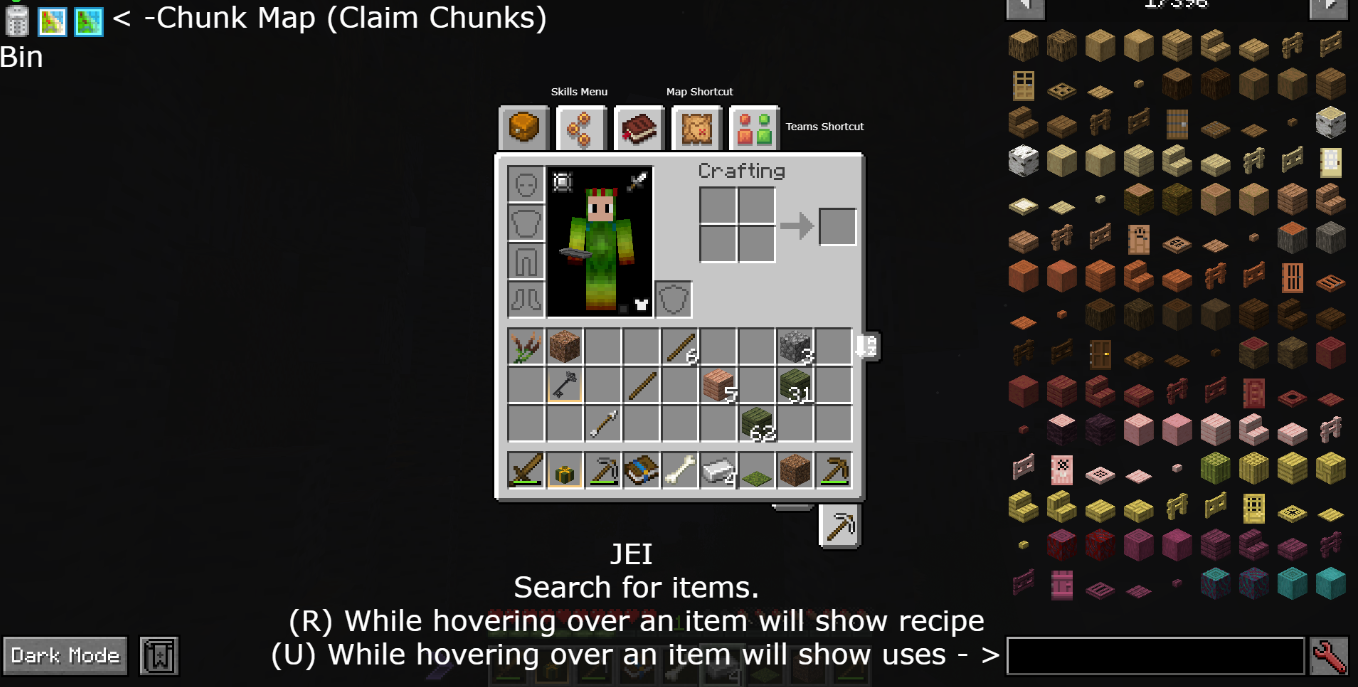 1/396
< -Chunk Map (Claim Chunks)
Bin
Skills Menu
Map Shortcut
Teams Shortcut
Crafting
6
3
5
31
62
2
JEI
Search for items.
(R) While hovering over an item will show recipe
(U) While hovering over an item will show uses - >
Dark Mode